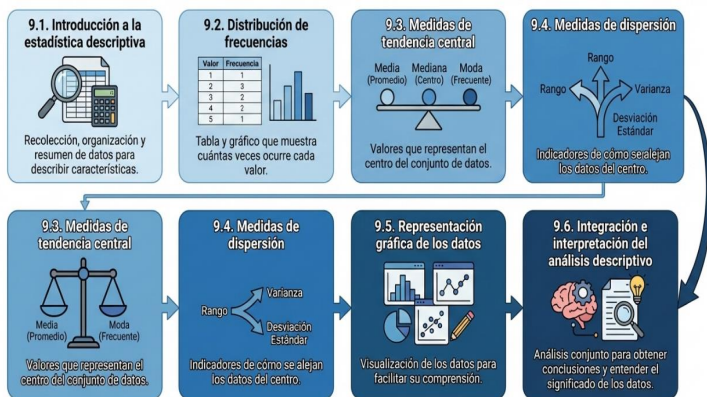 9.1. Introducción a la
estadística descriptiva
Recolección, organización y
resumen de datos para
describir características.
9.2. Distribución de
frecuencias
Valor Frecuencia
1 1
2 3
3 2
4 2
5 1
Tabla y gráfico que muestra
cuántas veces ocurre cada
valor.
9.3. Medidas de
tendencia central
Media
(Promedio)
Mediana
(Centro)
Moda
(Frecuente)
Valores que representan el
centro del conjunto de datos.
9.4. Medidas de dispersión
Rango
Rango
Varianza
Desviación
Estándar
Indicadores de cómo seralejan
los datos del centro.
9.3. Medidas de
tendencia central
Media
(Promedio)
Moda
(Frecuente)
Valores que representan el
centro del conjunto de datos.
9.4. Medidas de
dispersión
Rango
Varianza
Desviación
Estándar
Indicadores de cómo se alejan
los datos del centro.
9.5. Representación
gráfica de los datos
Visualización de los datos para
facilitar su comprensión.
9.6. Integración e
interpretación del
análisis descriptivo
Análisis conjunto para obtener
conclusiones y entender el
significado de los datos.